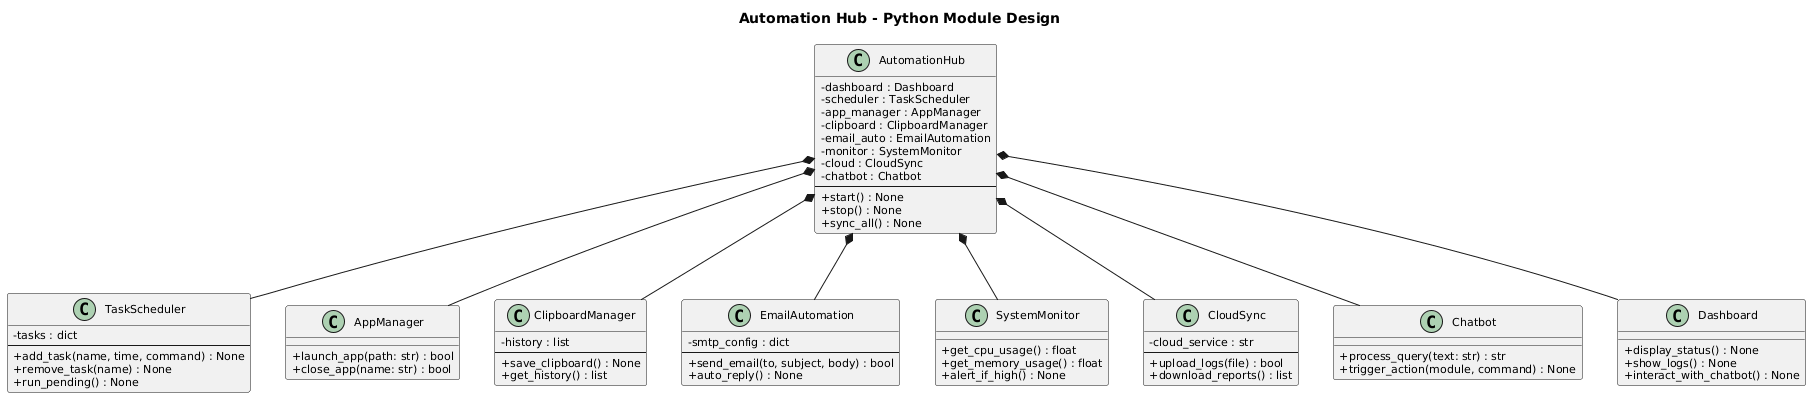 Automation Hub - Python Module Design
C AutomationHub
-dashboard : Dashboard
-scheduler : TaskScheduler
-app_manager : AppManager
-clipboard : ClipboardManager
-email_auto : EmailAutomation
-monitor : SystemMonitor
-cloud : CloudSync
-chatbot : Chatbot
+start() : None
+stop() : None
+sync_all() : None
C TaskScheduler
-tasks : dict
+add_task(name, time, command) : None
+remove_task(name) : None
+run_pending() : None
C AppManager
+launch_app(path: str) : bool
+close_app(name: str) : bool
C ClipboardManager
-history : list
+save_clipboard() : None
+get_history() : list
C EmailAutomation
-smtp_config : dict
+send_email(to, subject, body) : bool
+auto_reply() : None
C SystemMonitor
+get_cpu_usage() : float
+get_memory_usage() : float
+alert_if_high() : None
C CloudSync
-cloud_service : str
+upload_logs(file) : bool
+download_reports() : list
C Chatbot
+process_query(text: str) : str
+trigger_action(module, command) : None
C Dashboard
+display_status() : None
+show_logs() : None
+interact_with_chatbot() : None